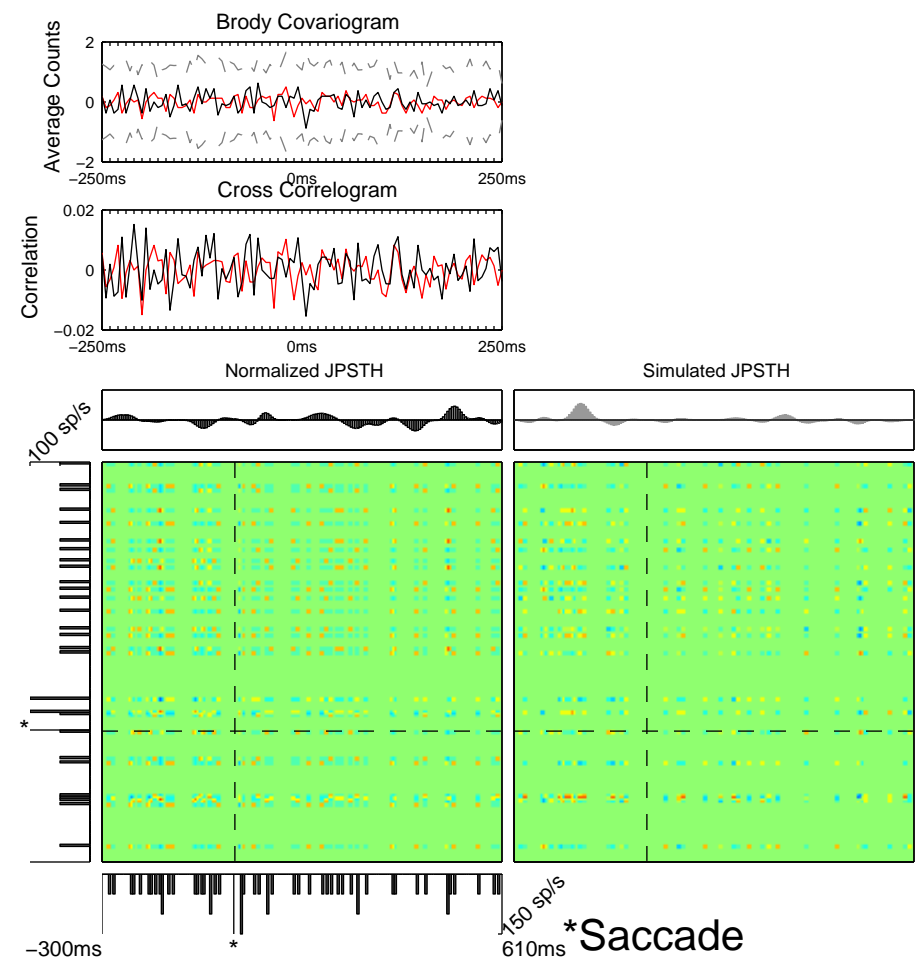 Brody Covariogram
Average Counts
2
0
−2
−250ms
0ms
250ms
Cross Correlogram
Correlation
0.02
0
−0.02
−250ms
0ms
250ms
Normalized JPSTH
Simulated JPSTH
100 sp/s
*
*
150 sp/s
−300ms
610ms
*Saccade